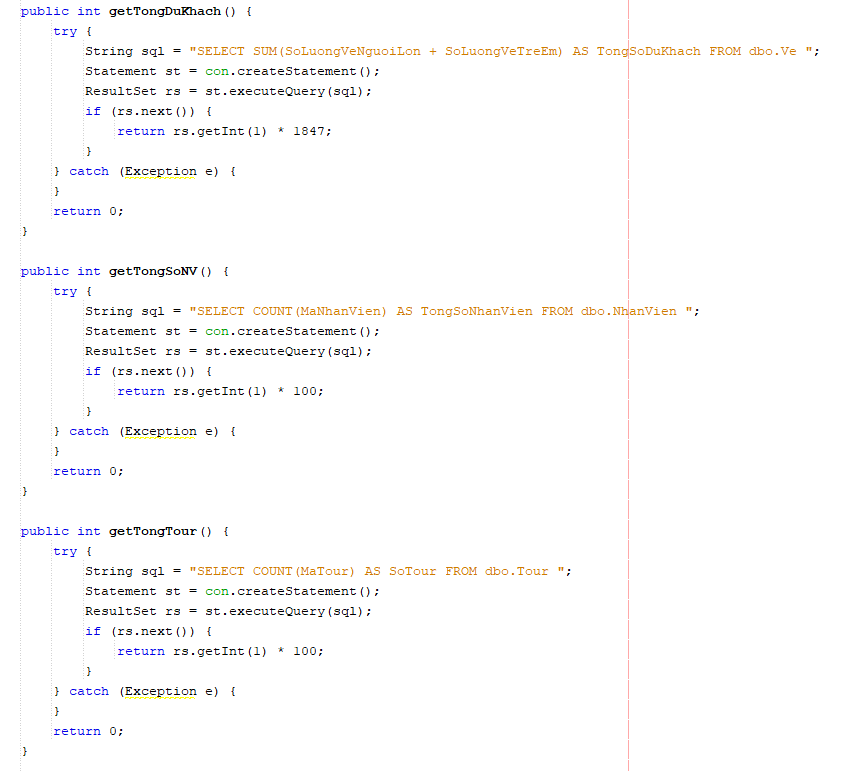 public int getTongDuKhach() {
    try {
        String sql = "SELECT SUM(SoLuongVeNguoiLon + SoLuongVeTreEm) AS TongSoDuKhach FROM dbo.Ve ";
        Statement st = con.createStatement();
        ResultSet rs = st.executeQuery(sql);
        if (rs.next()) {
            return rs.getInt(1) * 1847;
        }
    } catch (Exception e) {
    }
    return 0;
}

public int getTongSoNV() {
    try {
        String sql = "SELECT COUNT(MaNhanVien) AS TongSoNhanVien FROM dbo.NhanVien ";
        Statement st = con.createStatement();
        ResultSet rs = st.executeQuery(sql);
        if (rs.next()) {
            return rs.getInt(1) * 100;
        }
    } catch (Exception e) {
    }
    return 0;
}

public int getTongTour() {
    try {
        String sql = "SELECT COUNT(MaTour) AS SoTour FROM dbo.Tour ";
        Statement st = con.createStatement();
        ResultSet rs = st.executeQuery(sql);
        if (rs.next()) {
            return rs.getInt(1) * 100;
        }
    } catch (Exception e) {
    }
    return 0;
}